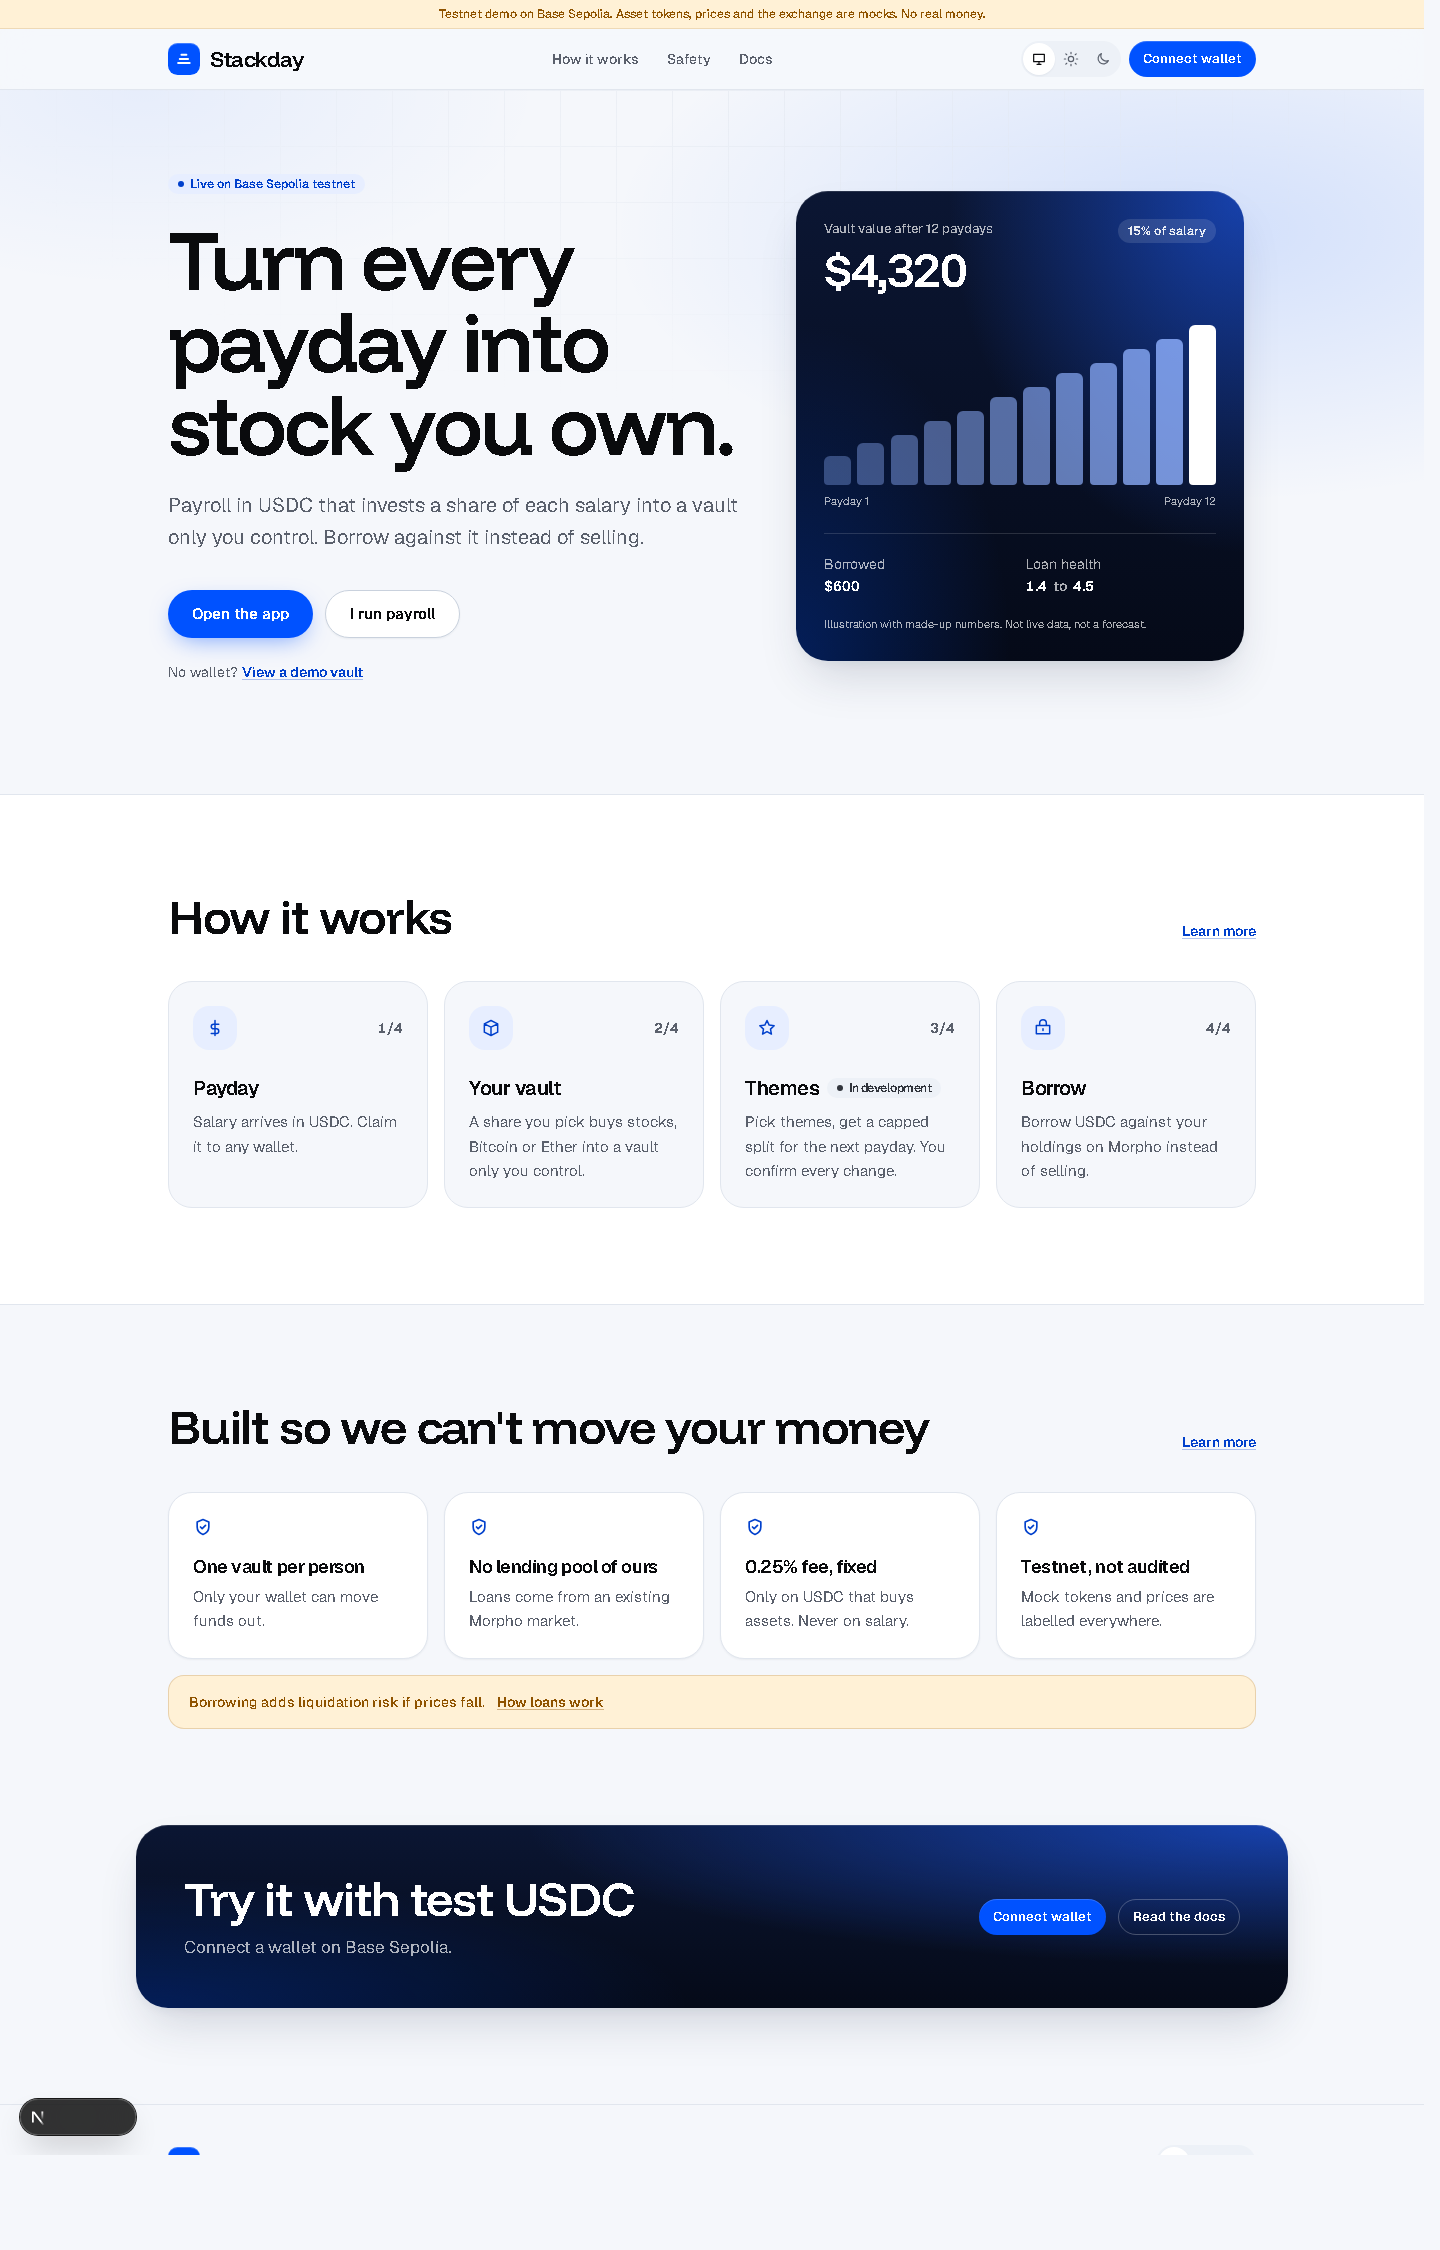 Testnet demo on Base Sepolia. Asset tokens, prices and the exchange are mocks. No real money.
Stackday
How it works
Safety
Docs
Connect wallet
Live on Base Sepolia testnet
Turn every
payday into
stock you own.
Payroll in USDC that invests a share of each salary into a vault
only you control. Borrow against it instead of selling.
Open the app
I run payroll
No wallet? View a demo vault
Vault value after 12 paydays
15% of salary
$4,320
Payday 1
Payday 12
Borrowed
$600
Loan health
1.4 to 4.5
Illustration with made-up numbers. Not live data, not a forecast.
How it works
Learn more
1/4
Payday
Salary arrives in USDC. Claim
it to any wallet.
2/4
Your vault
A share you pick buys stocks,
Bitcoin or Ether into a vault
only you control.
3/4
Themes
In development
Pick themes, get a capped
split for the next payday. You
confirm every change.
4/4
Borrow
Borrow USDC against your
holdings on Morpho instead
of selling.
Built so we can't move your money
Learn more
One vault per person
Only your wallet can move
funds out.
No lending pool of ours
Loans come from an existing
Morpho market.
0.25% fee, fixed
Only on USDC that buys
assets. Never on salary.
Testnet, not audited
Mock tokens and prices are
labelled everywhere.
Borrowing adds liquidation risk if prices fall. How loans work
Try it with test USDC
Connect a wallet on Base Sepolia.
Connect wallet
Read the docs
N